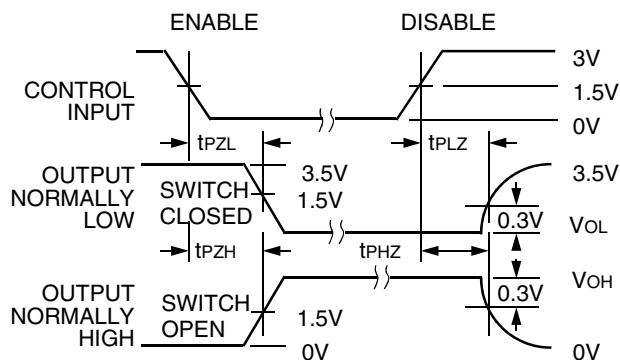 ENABLE DISABLE
3V
CONTROL
INPUT
1.5V
0V
tPZL tPLZ
OUTPUT
NORMALLY
LOW
SWITCH
CLOSED
3.5V
1.5V
3.5V
0.3V
VOL
tPZH tPHZ
OUTPUT
NORMALLY
HIGH
SWITCH
OPEN
1.5V
0V
0.3V
VOH
0V